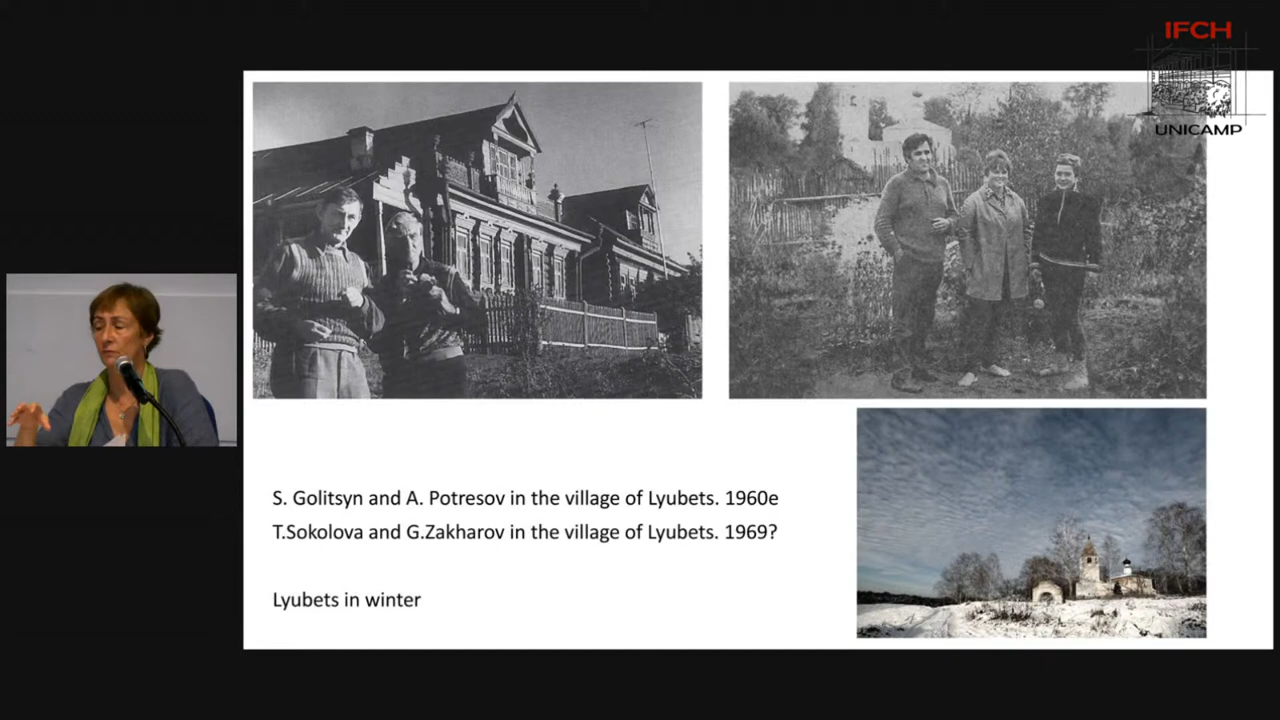 IFCH
UNICAMP
S. Golitsyn and A. Potresov in the village of Lyubets. 1960e
T.Sokolova and G.Zakharov in the village of Lyubets. 1969?
Lyubets in winter